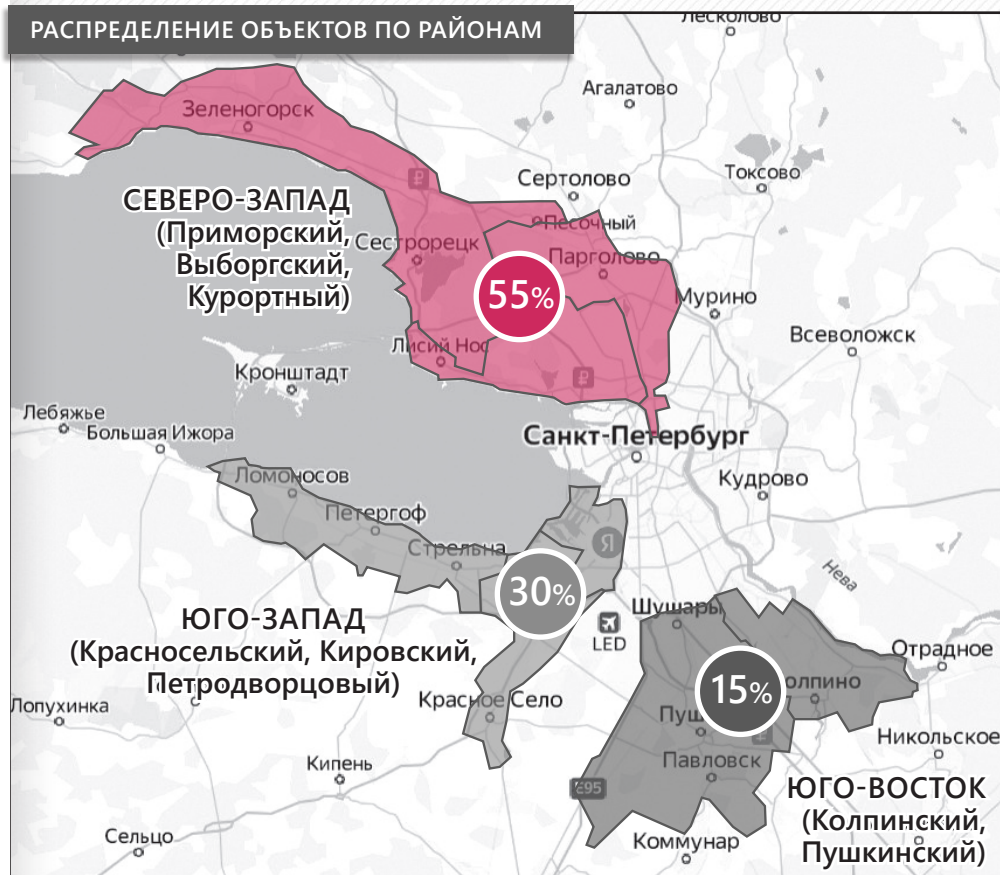 РАСПРЕДЕЛЕНИЕ ОБЪЕКТОВ ПО РАЙОНАМ
Лесколово
Агалатово
Зеленогорск
Токсово
Сертолово
СЕВЕРО-ЗАПАД
(Приморский,
Выборгский,
Курортный)
Песочный
Сестрорецк
Парголово
55%
Мурино
Всеволожск
Лисий Нос
Кронштадт
Лебяжье
Большая Ижора
Санкт-Петербург
Ломоносов
Кудрово
Петергоф
Стрельна
Я
Нева
30%
Шушары
LED
ЮГО-ЗАПАД
(Красносельский, Кировский,
Петродворцовый)
Отрадное
15%
олпино
Красное Село
Лопухинка
Пуш
Никольское
Павловск
Кипень
E95
ЮГО-ВОСТОК
(Колпинский,
Пушкинский)
Сельцо
Коммунар